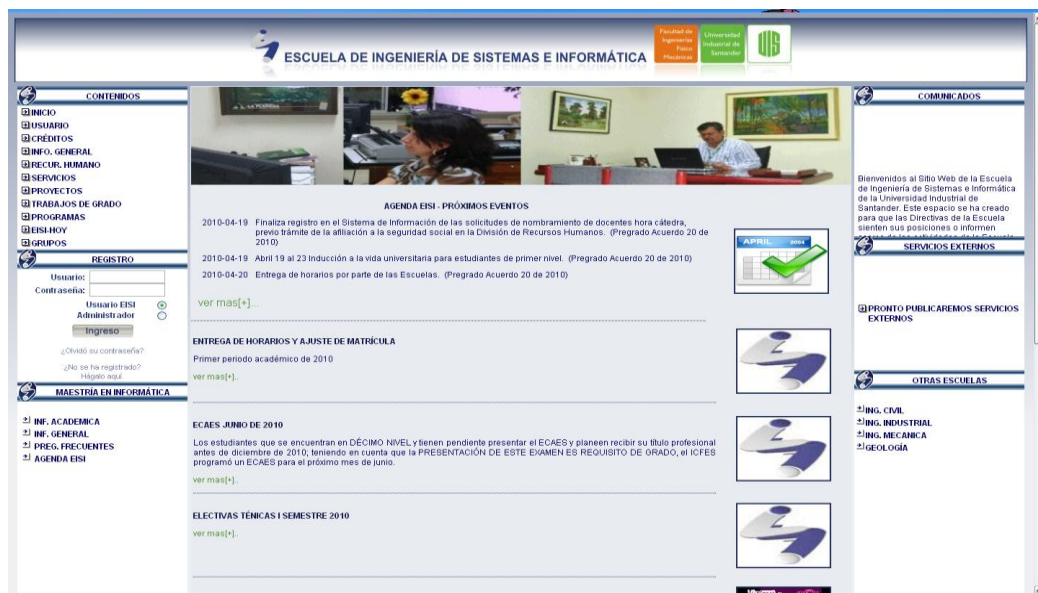 ESCUELA DE INGENIERÍA DE SISTEMAS E INFORMÁTICA
Facultad de
Ingenierías
Físico
Mecánicas
Universidad
Industrial de
Santander
UIS
CONTENIDOS
INICIO
USUARIO
CRÉDITOS
INFO. GENERAL
RECUR. HUMANO
SERVICIOS
PROYECTOS
TRABAJOS DE GRADO
PROGRAMAS
EISI-HOY
GRUPOS
REGISTRO
Usuario:
Contraseña:
Usuario EISI
Administrador
Ingreso
¿Olvidó su contraseña?
¿No se ha registrado?
Hágalo aquí
MAESTRÍA EN INFORMÁTICA
INF. ACADEMICA
INF. GENERAL
PREG. FRECUENTES
AGENDA EISI
AGENDA EISI - PRÓXIMOS EVENTOS
2010-04-19 Finaliza registro en el Sistema de Información de las solicitudes de nombramiento de docentes hora cátedra,
previo trámite de la afiliación a la seguridad social en la División de Recursos Humanos. (Pregrado Acuerdo 20 de
2010)
2010-04-19 Abril 19 al 23 Inducción a la vida universitaria para estudiantes de primer nivel. (Pregrado Acuerdo 20 de 2010)
2010-04-20 Entrega de horarios por parte de las Escuelas. (Pregrado Acuerdo 20 de 2010)
ver mas[+]...
APRIL 2004
ENTREGA DE HORARIOS Y AJUSTE DE MATRÍCULA
Primer periodo académico de 2010
ver mas[+]..
ECAES JUNIO DE 2010
Los estudiantes que se encuentran en DÉCIMO NIVEL y tienen pendiente presentar el ECAES y planeen recibir su título profesional
antes de diciembre de 2010; teniendo en cuenta que la PRESENTACIÓN DE ESTE EXAMEN ES REQUISITO DE GRADO, el ICFES
programó un ECAES para el próximo mes de junio.
ver mas[+]..
ELECTIVAS TÉNICAS I SEMESTRE 2010
ver mas[+]..
COMUNICADOS
Bienvenidos al Sitio Web de la Escuela
de Ingeniería de Sistemas e Informática
de la Universidad Industrial de
Santander. Este espacio se ha creado
para que las Directivas de la Escuela
sienten sus posiciones o informen
SERVICIOS EXTERNOS
PRONTO PUBLICAREMOS SERVICIOS
EXTERNOS
OTRAS ESCUELAS
ING. CIVIL
ING. INDUSTRIAL
ING. MECANICA
GEOLOGÍA